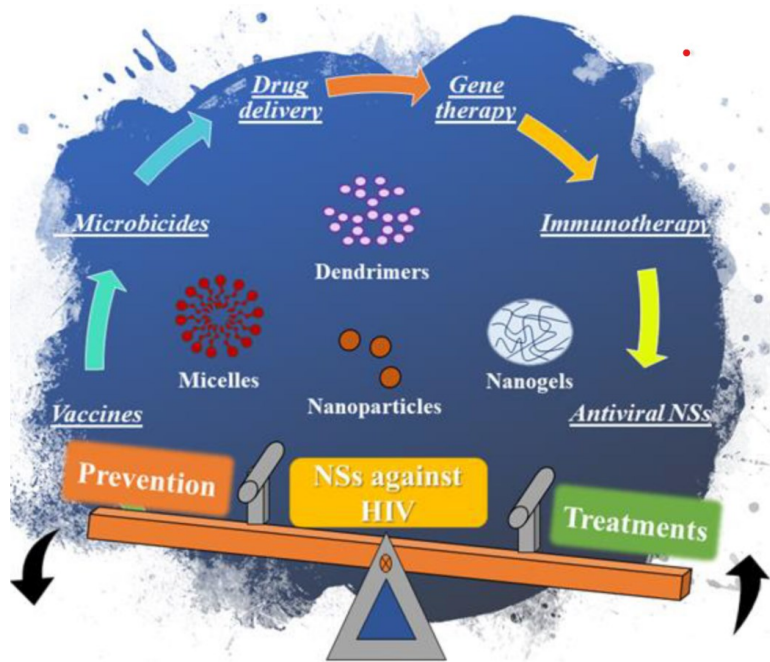 Drug
delivery
Gene
therapy
Microbicides
Immunotherapy
Dendrimers
Micelles
Nanoparticles
Nanogels
Vaccines
Antiviral NSs
Prevention
NSs against
HIV
Treatments